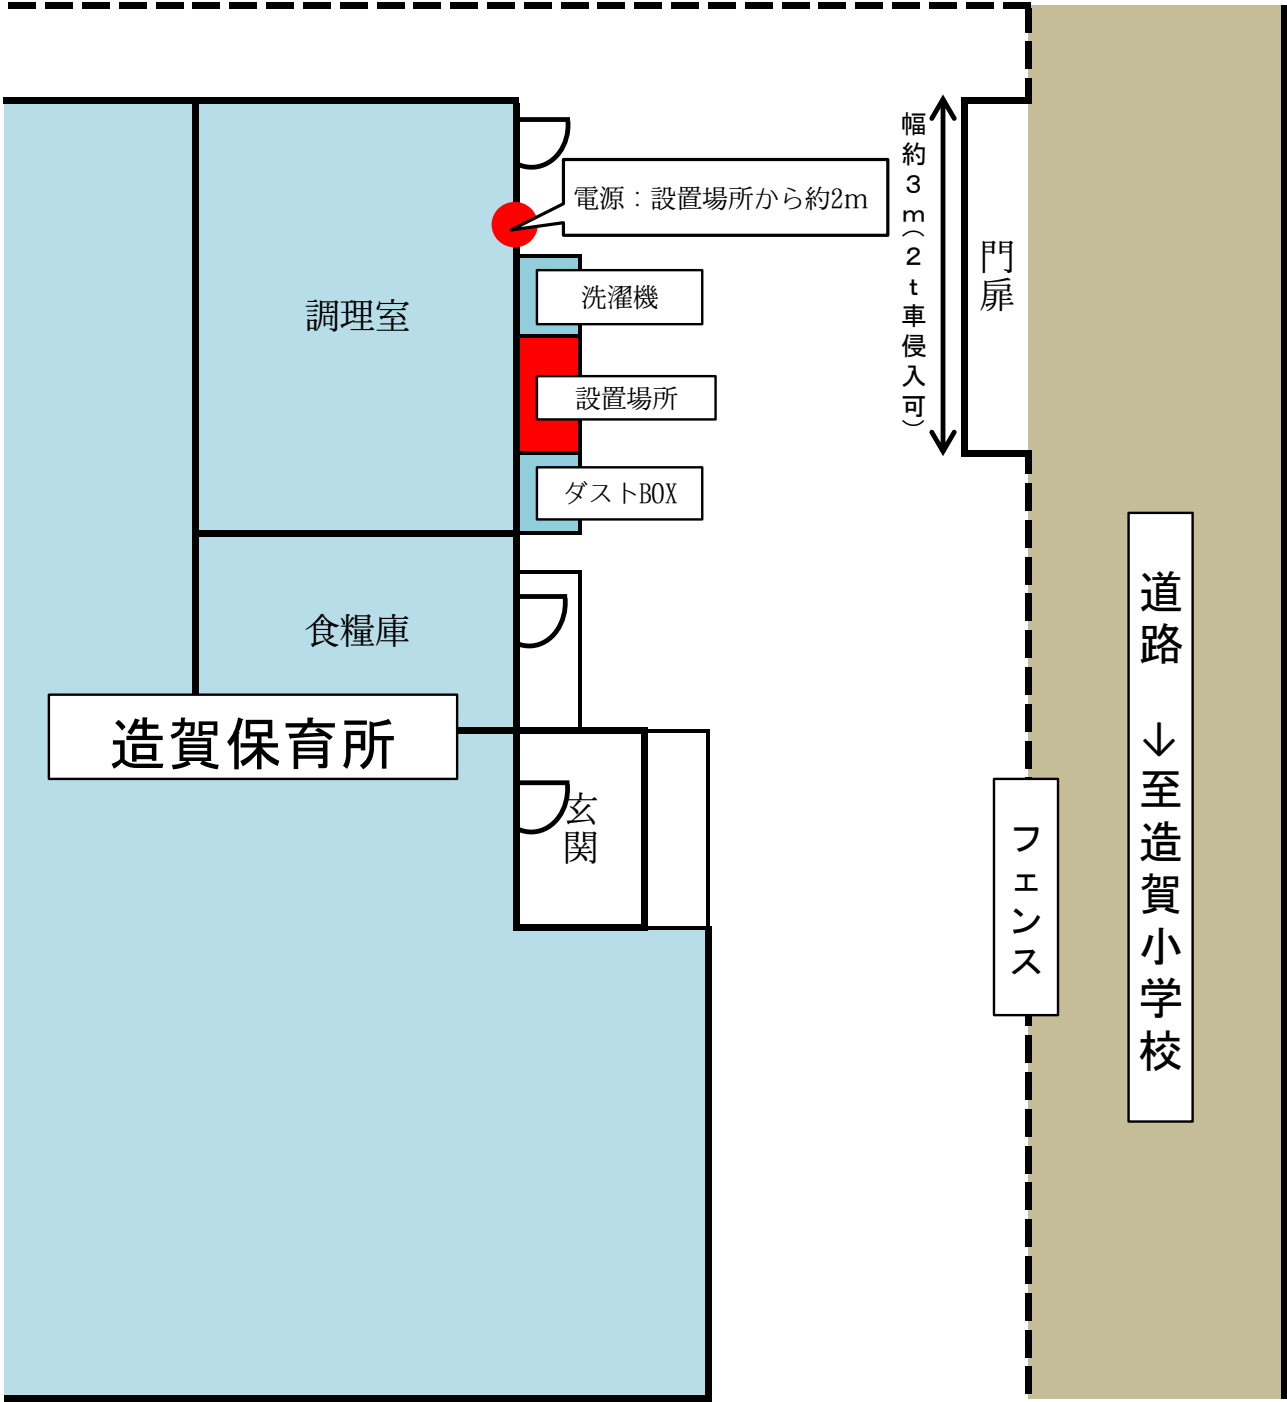 電源：設置場所から約2m
幅約３ｍ（２ｔ車侵入可）
門扉
洗濯機
調理室
設置場所
ダストBOX
食糧庫
造賀保育所
玄関
フェンス
道路　↓至造賀小学校